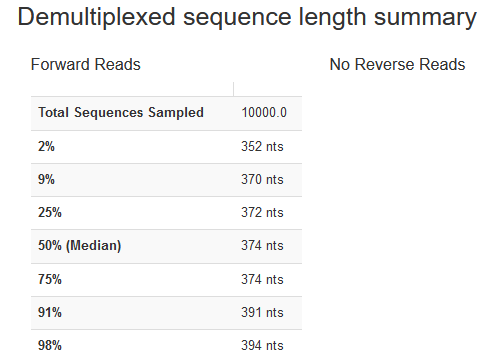 Demultiplexed sequence length summary
Forward Reads No Reverse Reads
Total Sequences Sampled 10000.0
2% 352 nts
9% 370 nts
25% 372 nts
50% (Median) 374 nts
75% 374 nts
91% 391 nts
98% 394 nts